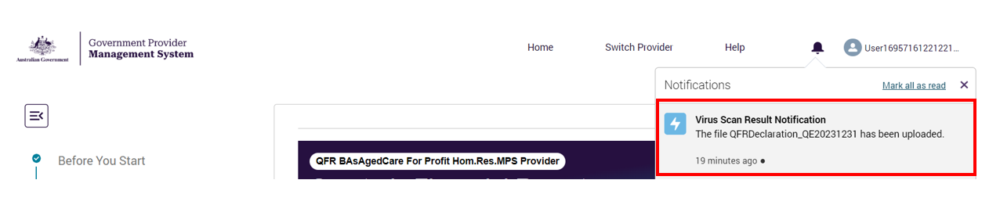 Australian Government
Government Provider
Management System
Home
Switch Provider
Help
User16957161221221...
Notifications
Mark all as read
Virus Scan Result Notification
The file QFRDeclaration_QE20231231 has been uploaded.
19 minutes ago
Before You Start
QFR BAsAgedCare For Profit Hom.Res.MPS Provider